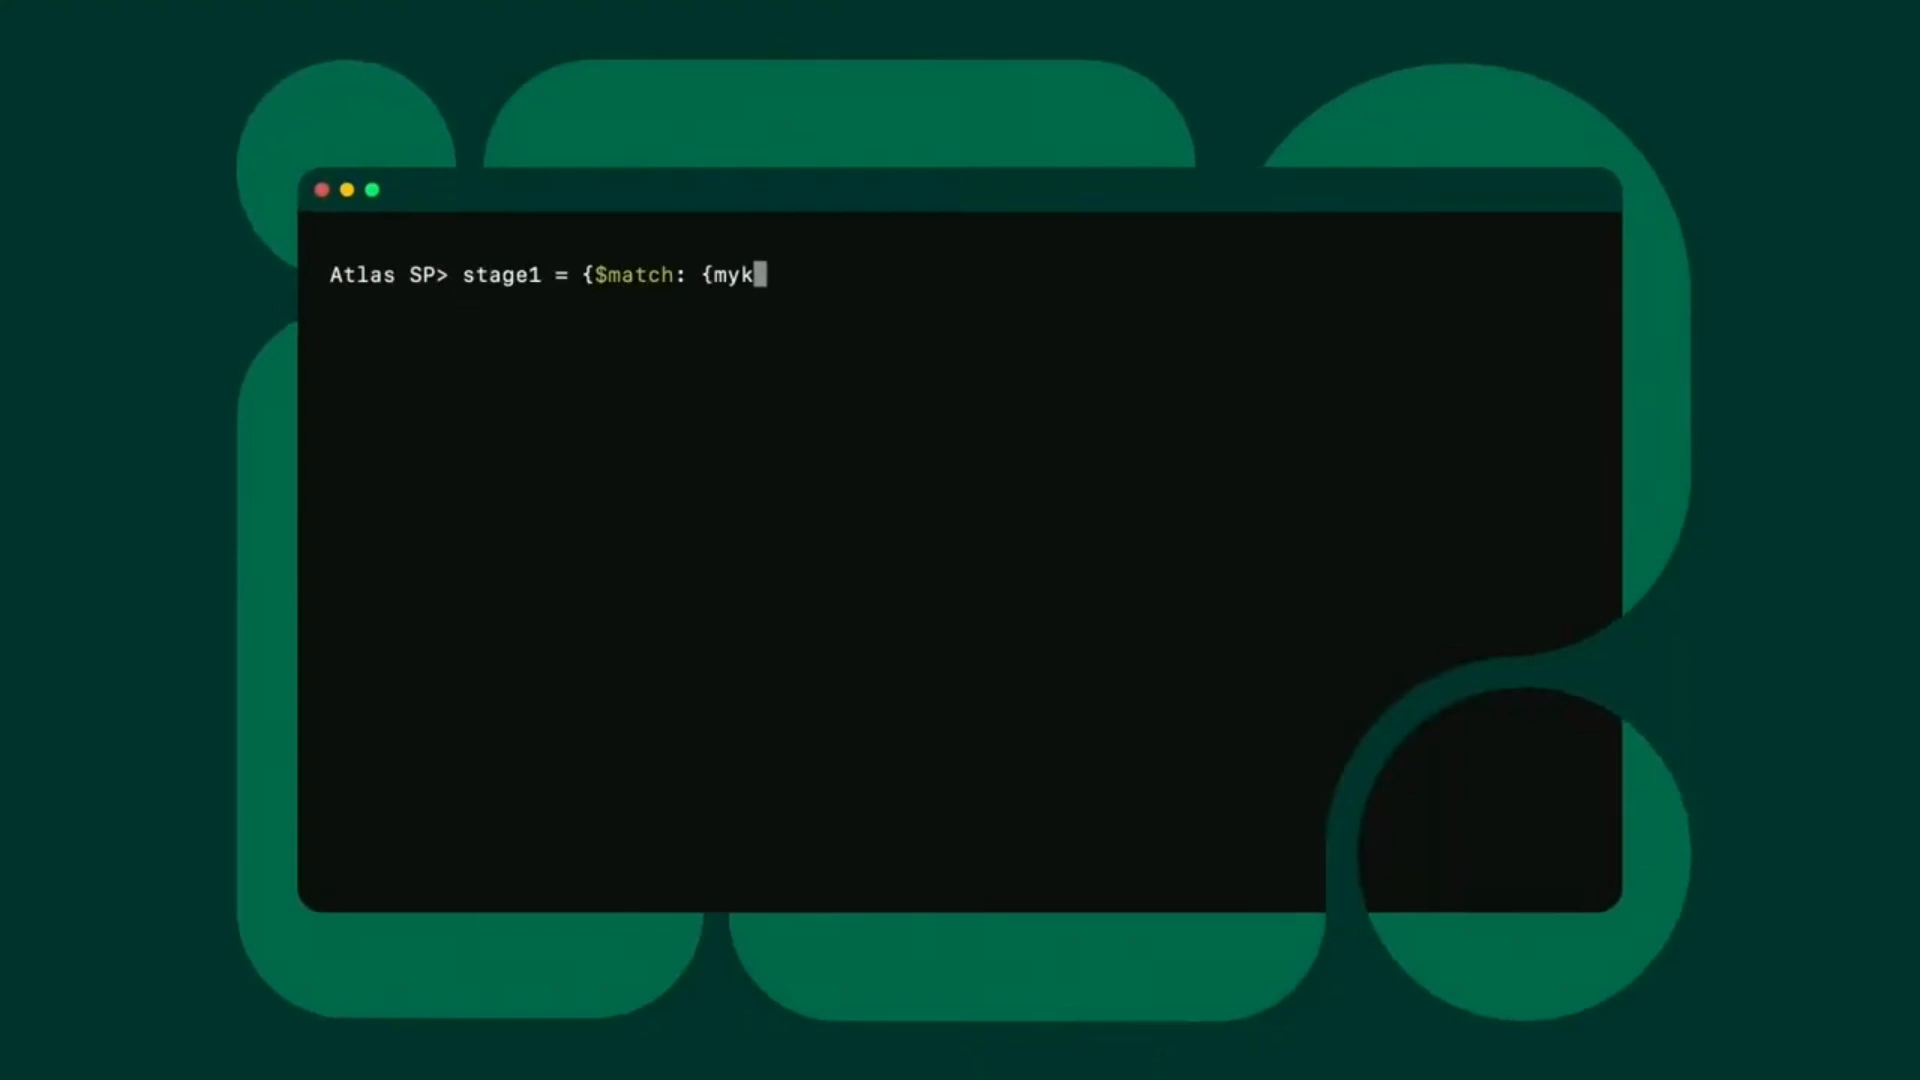 Atlas SP> stage1 = {$match: {myk